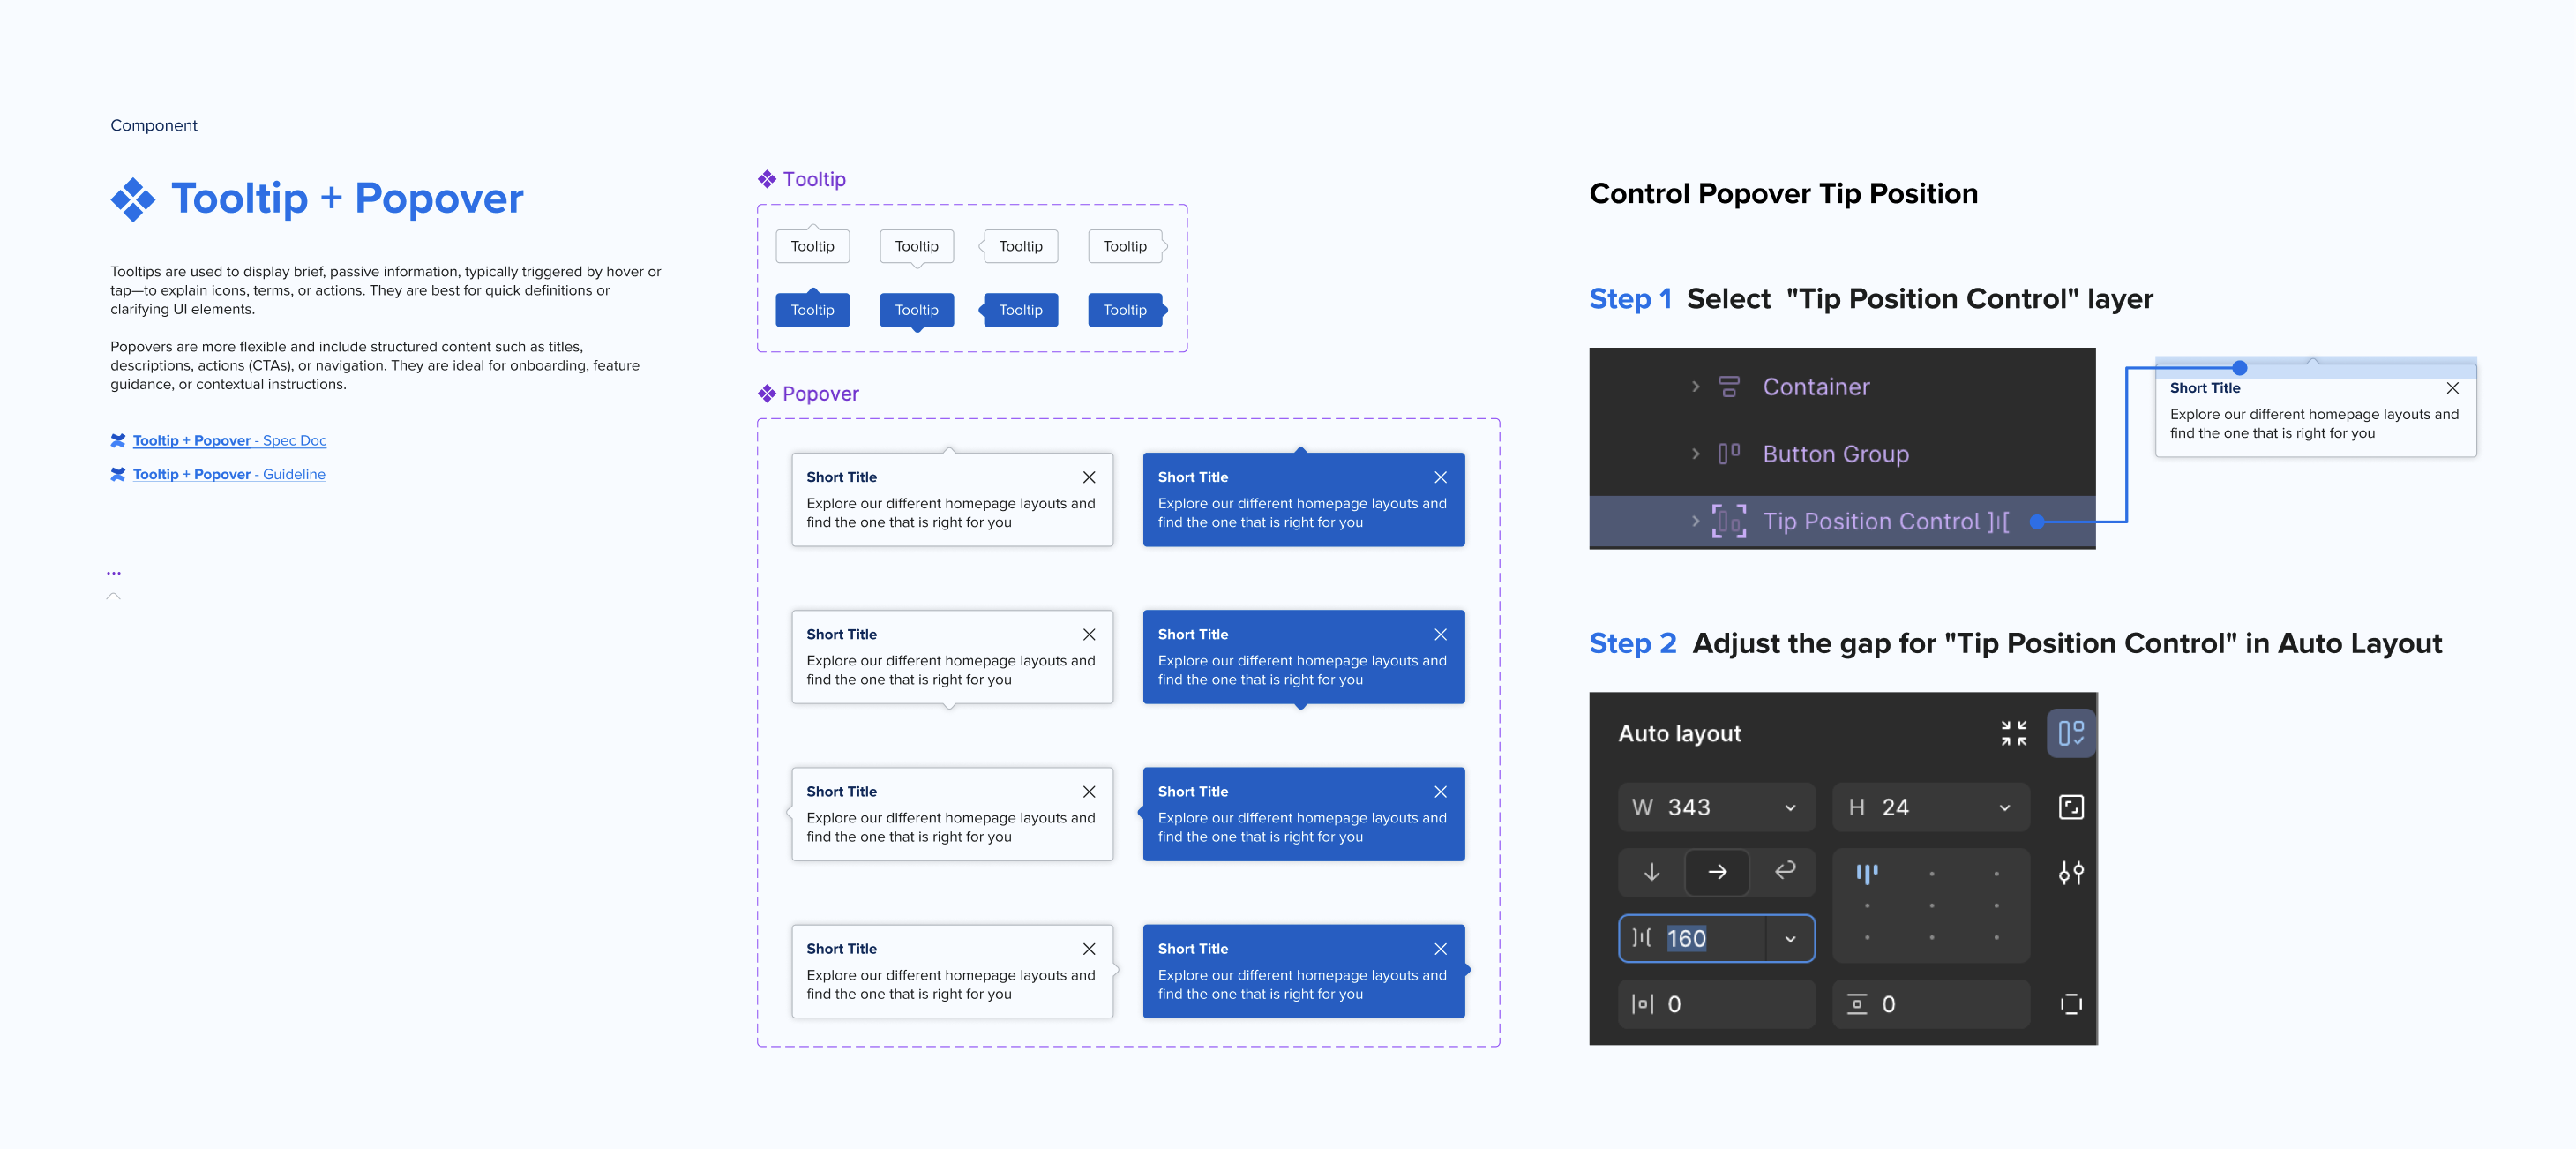 Component
Tooltip + Popover
Tooltips are used to display brief, passive information, typically triggered by hover or
tap—to explain icons, terms, or actions. They are best for quick definitions or
clarifying UI elements.
Popovers are more flexible and include structured content such as titles,
descriptions, actions (CTAs), or navigation. They are ideal for onboarding, feature
guidance, or contextual instructions.
Tooltip + Popover - Spec Doc
Tooltip + Popover - Guideline
...
Tooltip
Tooltip Tooltip Tooltip Tooltip
Tooltip Tooltip Tooltip Tooltip
Popover
Short Title
Explore our different homepage layouts and
find the one that is right for you
Short Title
Explore our different homepage layouts and
find the one that is right for you
Short Title
Explore our different homepage layouts and
find the one that is right for you
Short Title
Explore our different homepage layouts and
find the one that is right for you
Short Title
Explore our different homepage layouts and
find the one that is right for you
Short Title
Explore our different homepage layouts and
find the one that is right for you
Short Title
Explore our different homepage layouts and
find the one that is right for you
Short Title
Explore our different homepage layouts and
find the one that is right for you
Control Popover Tip Position
Step 1 Select "Tip Position Control" layer
Container
Button Group
Tip Position Control ]ı[
Short Title
Explore our different homepage layouts and
find the one that is right for you
Step 2 Adjust the gap for "Tip Position Control" in Auto Layout
Auto layout
W 343
H 24
160
0
0